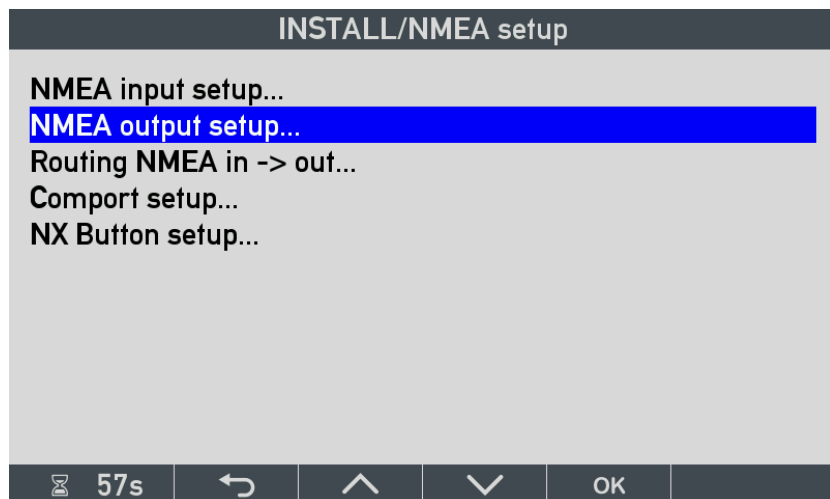 INSTALL/NMEA setup
NMEA input setup...
NMEA output setup...
Routing NMEA in -> out...
Comport setup...
NX Button setup...
57s OK